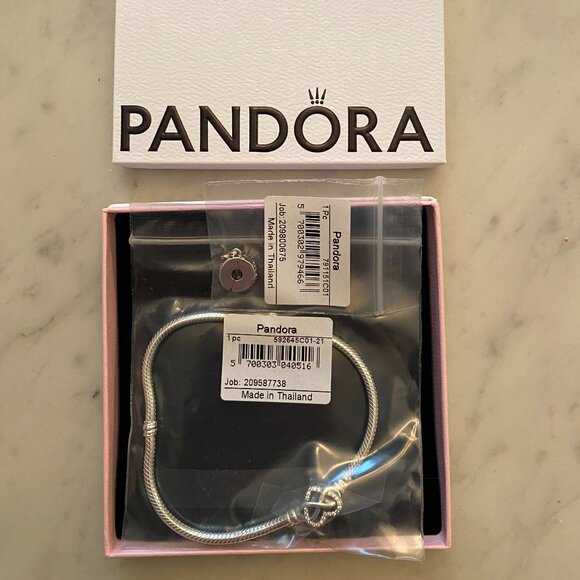 PANDORA
Pandora
1Pc 791151C01
5 700302 979466
Job: 209800675
Made in Thailand
Pandora
1pc 592645C01-21
5 700303 040516
Job: 209587738
Made in Thailand